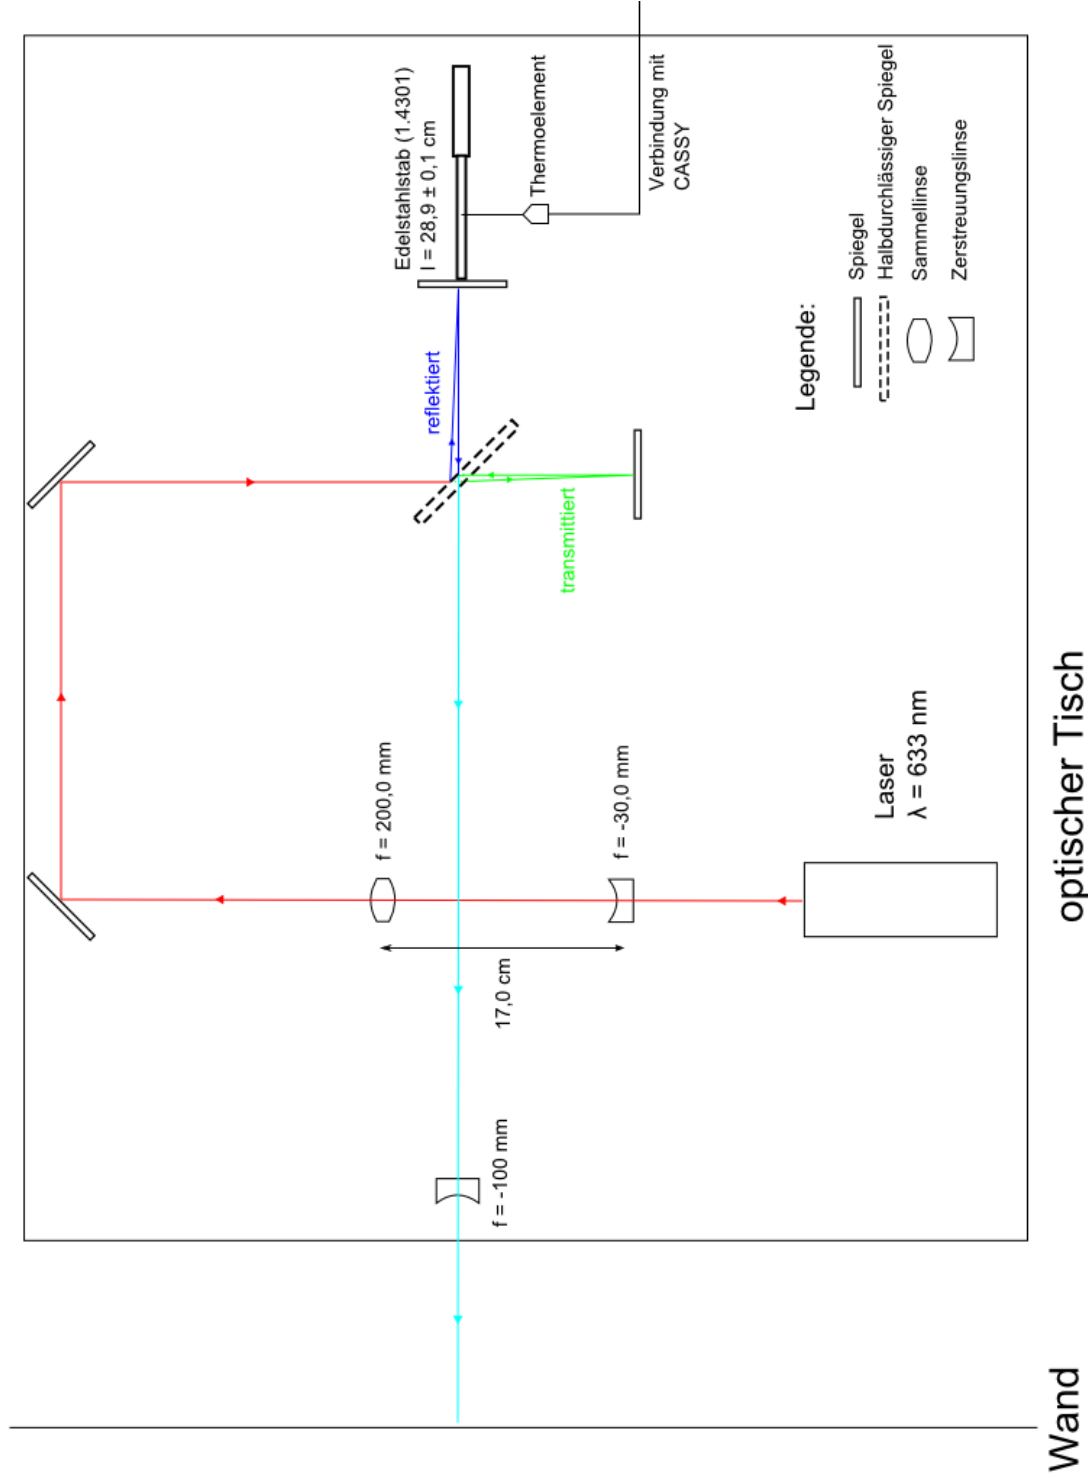 Edelstahlstab (1.4301)
l = 28,9 ± 0,1 cm
Thermoelement
Verbindung mit
CASSY
reflektiert
transmittiert
Legende:
Spiegel
Halbdurchlässiger Spiegel
Sammellinse
Zerstreuungslinse
f = 200,0 mm
f = -30,0 mm
17,0 cm
Laser
λ = 633 nm
f = -100 mm
optischer Tisch
Wand